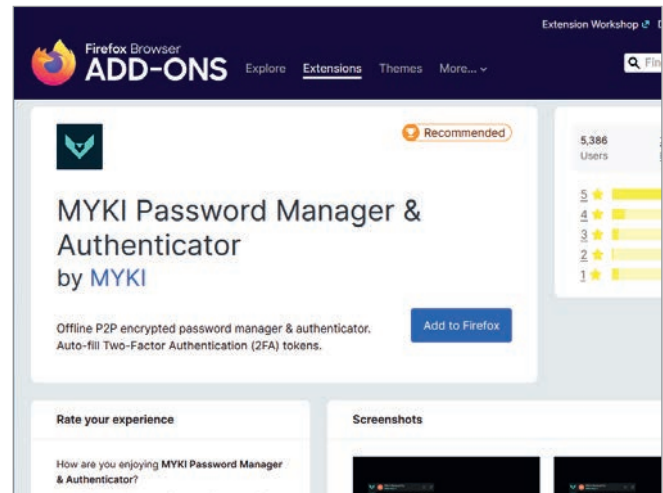 Extension Workshop
Firefox Browser
ADD-ONS
Explore Extensions Themes More...
Recommended
MYKI Password Manager &
Authenticator
by MYKI
Offline P2P encrypted password manager & authenticator.
Auto-fill Two-Factor Authentication (2FA) tokens.
Add to Firefox
5,386
Users
5
4
3
2
1
Rate your experience
How are you enjoying MYKI Password Manager
& Authenticator?
Screenshots